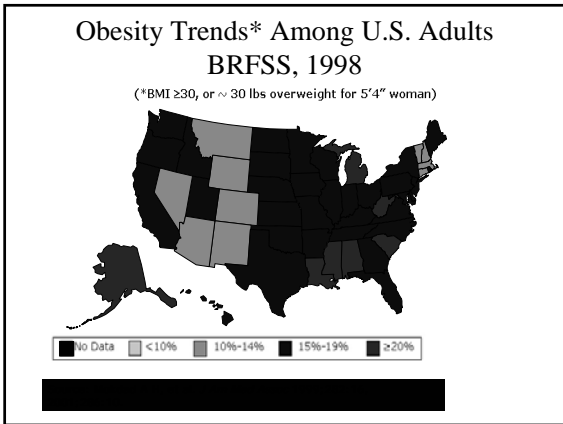 Obesity Trends* Among U.S. Adults
BRFSS, 1998
(*BMI ≥30, or ~ 30 lbs overweight for 5'4" woman)
No Data <10% 10%-14% 15%-19% ≥20%